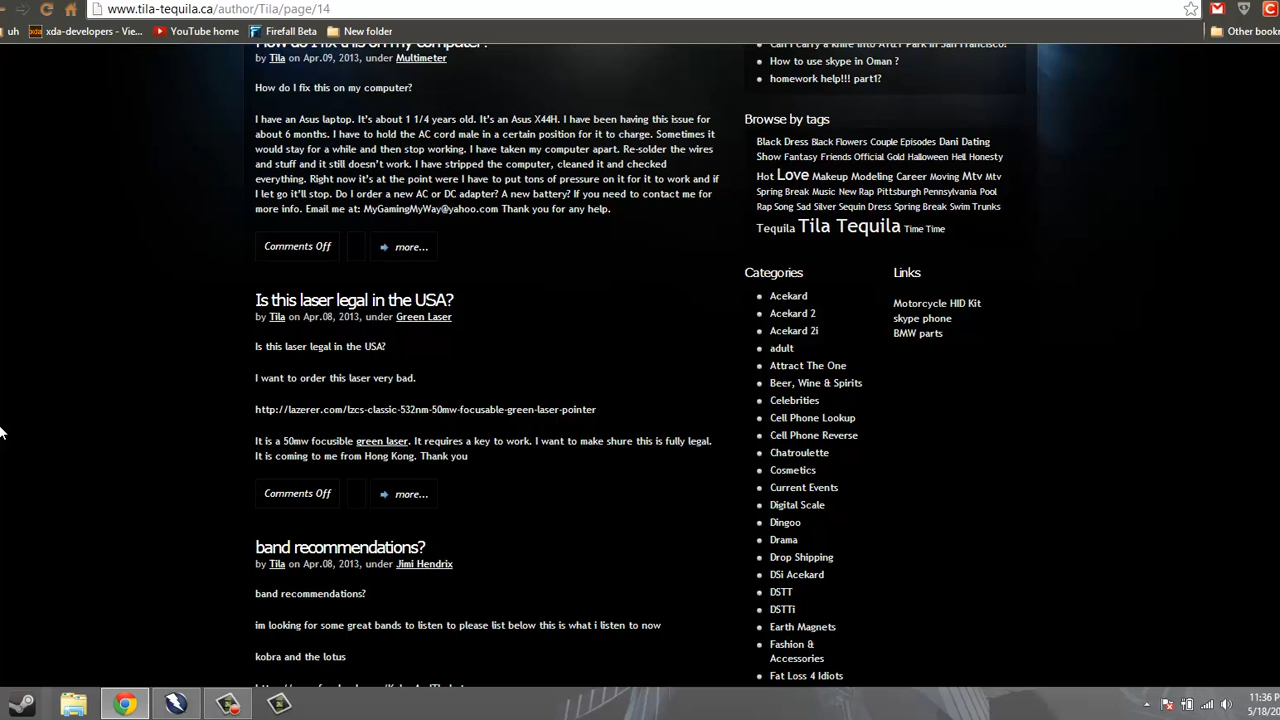 www.tila-tequila.ca/author/Tila/page/14
uh
xda-developers - Vie...
YouTube home
Firefall Beta
New folder
Other bookr
How do I fix this on my computer?
by Tila on Apr.09, 2013, under Multimeter
How do I fix this on my computer?
I have an Asus laptop. It's about 1 1/4 years old. It's an Asus X44H. I have been having this issue for
about 6 months. I have to hold the AC cord male in a certain position for it to charge. Sometimes it
would stay for a while and then stop working. I have taken my computer apart. Re-solder the wires
and stuff and it still doesn't work. I have stripped the computer, cleaned it and checked
everything. Right now it's at the point were I have to put tons of pressure on it for it to work and if
I let go it'll stop. Do I order a new AC or DC adapter? A new battery? If you need to contact me for
more info. Email me at: MyGamingMyWay@yahoo.com Thank you for any help.
Comments Off
more...
Is this laser legal in the USA?
by Tila on Apr.08, 2013, under Green Laser
Is this laser legal in the USA?
I want to order this laser very bad.
http://lazerer.com/lzcs-classic-532nm-50mw-focusable-green-laser-pointer
It is a 50mw focusible green laser. It requires a key to work. I want to make shure this is fully legal.
It is coming to me from Hong Kong. Thank you
Comments Off
more...
band recommendations?
by Tila on Apr.08, 2013, under Jimi Hendrix
band recommendations?
im looking for some great bands to listen to please list below this is what i listen to now
kobra and the lotus
Can I carry a knife into AT&T Park in San Francisco?
How to use skype in Oman ?
homework help!!! part1?
Browse by tags
Black Dress Black Flowers Couple Episodes Dani Dating
Show Fantasy Friends Official Gold Halloween Hell Honesty
Hot Love Makeup Modeling Career Moving Mtv Mtv
Spring Break Music New Rap Pittsburgh Pennsylvania Pool
Rap Song Sad Silver Sequin Dress Spring Break Swim Trunks
Tequila Tila Tequila Time Time
Categories
Acekard
Acekard 2
Acekard 2i
adult
Attract The One
Beer, Wine & Spirits
Celebrities
Cell Phone Lookup
Cell Phone Reverse
Chatroulette
Cosmetics
Current Events
Digital Scale
Dingoo
Drama
Drop Shipping
DSi Acekard
DSTT
DSTTi
Earth Magnets
Fashion &
Accessories
Fat Loss 4 Idiots
Links
Motorcycle HID Kit
skype phone
BMW parts
11:36 P
5/18/20